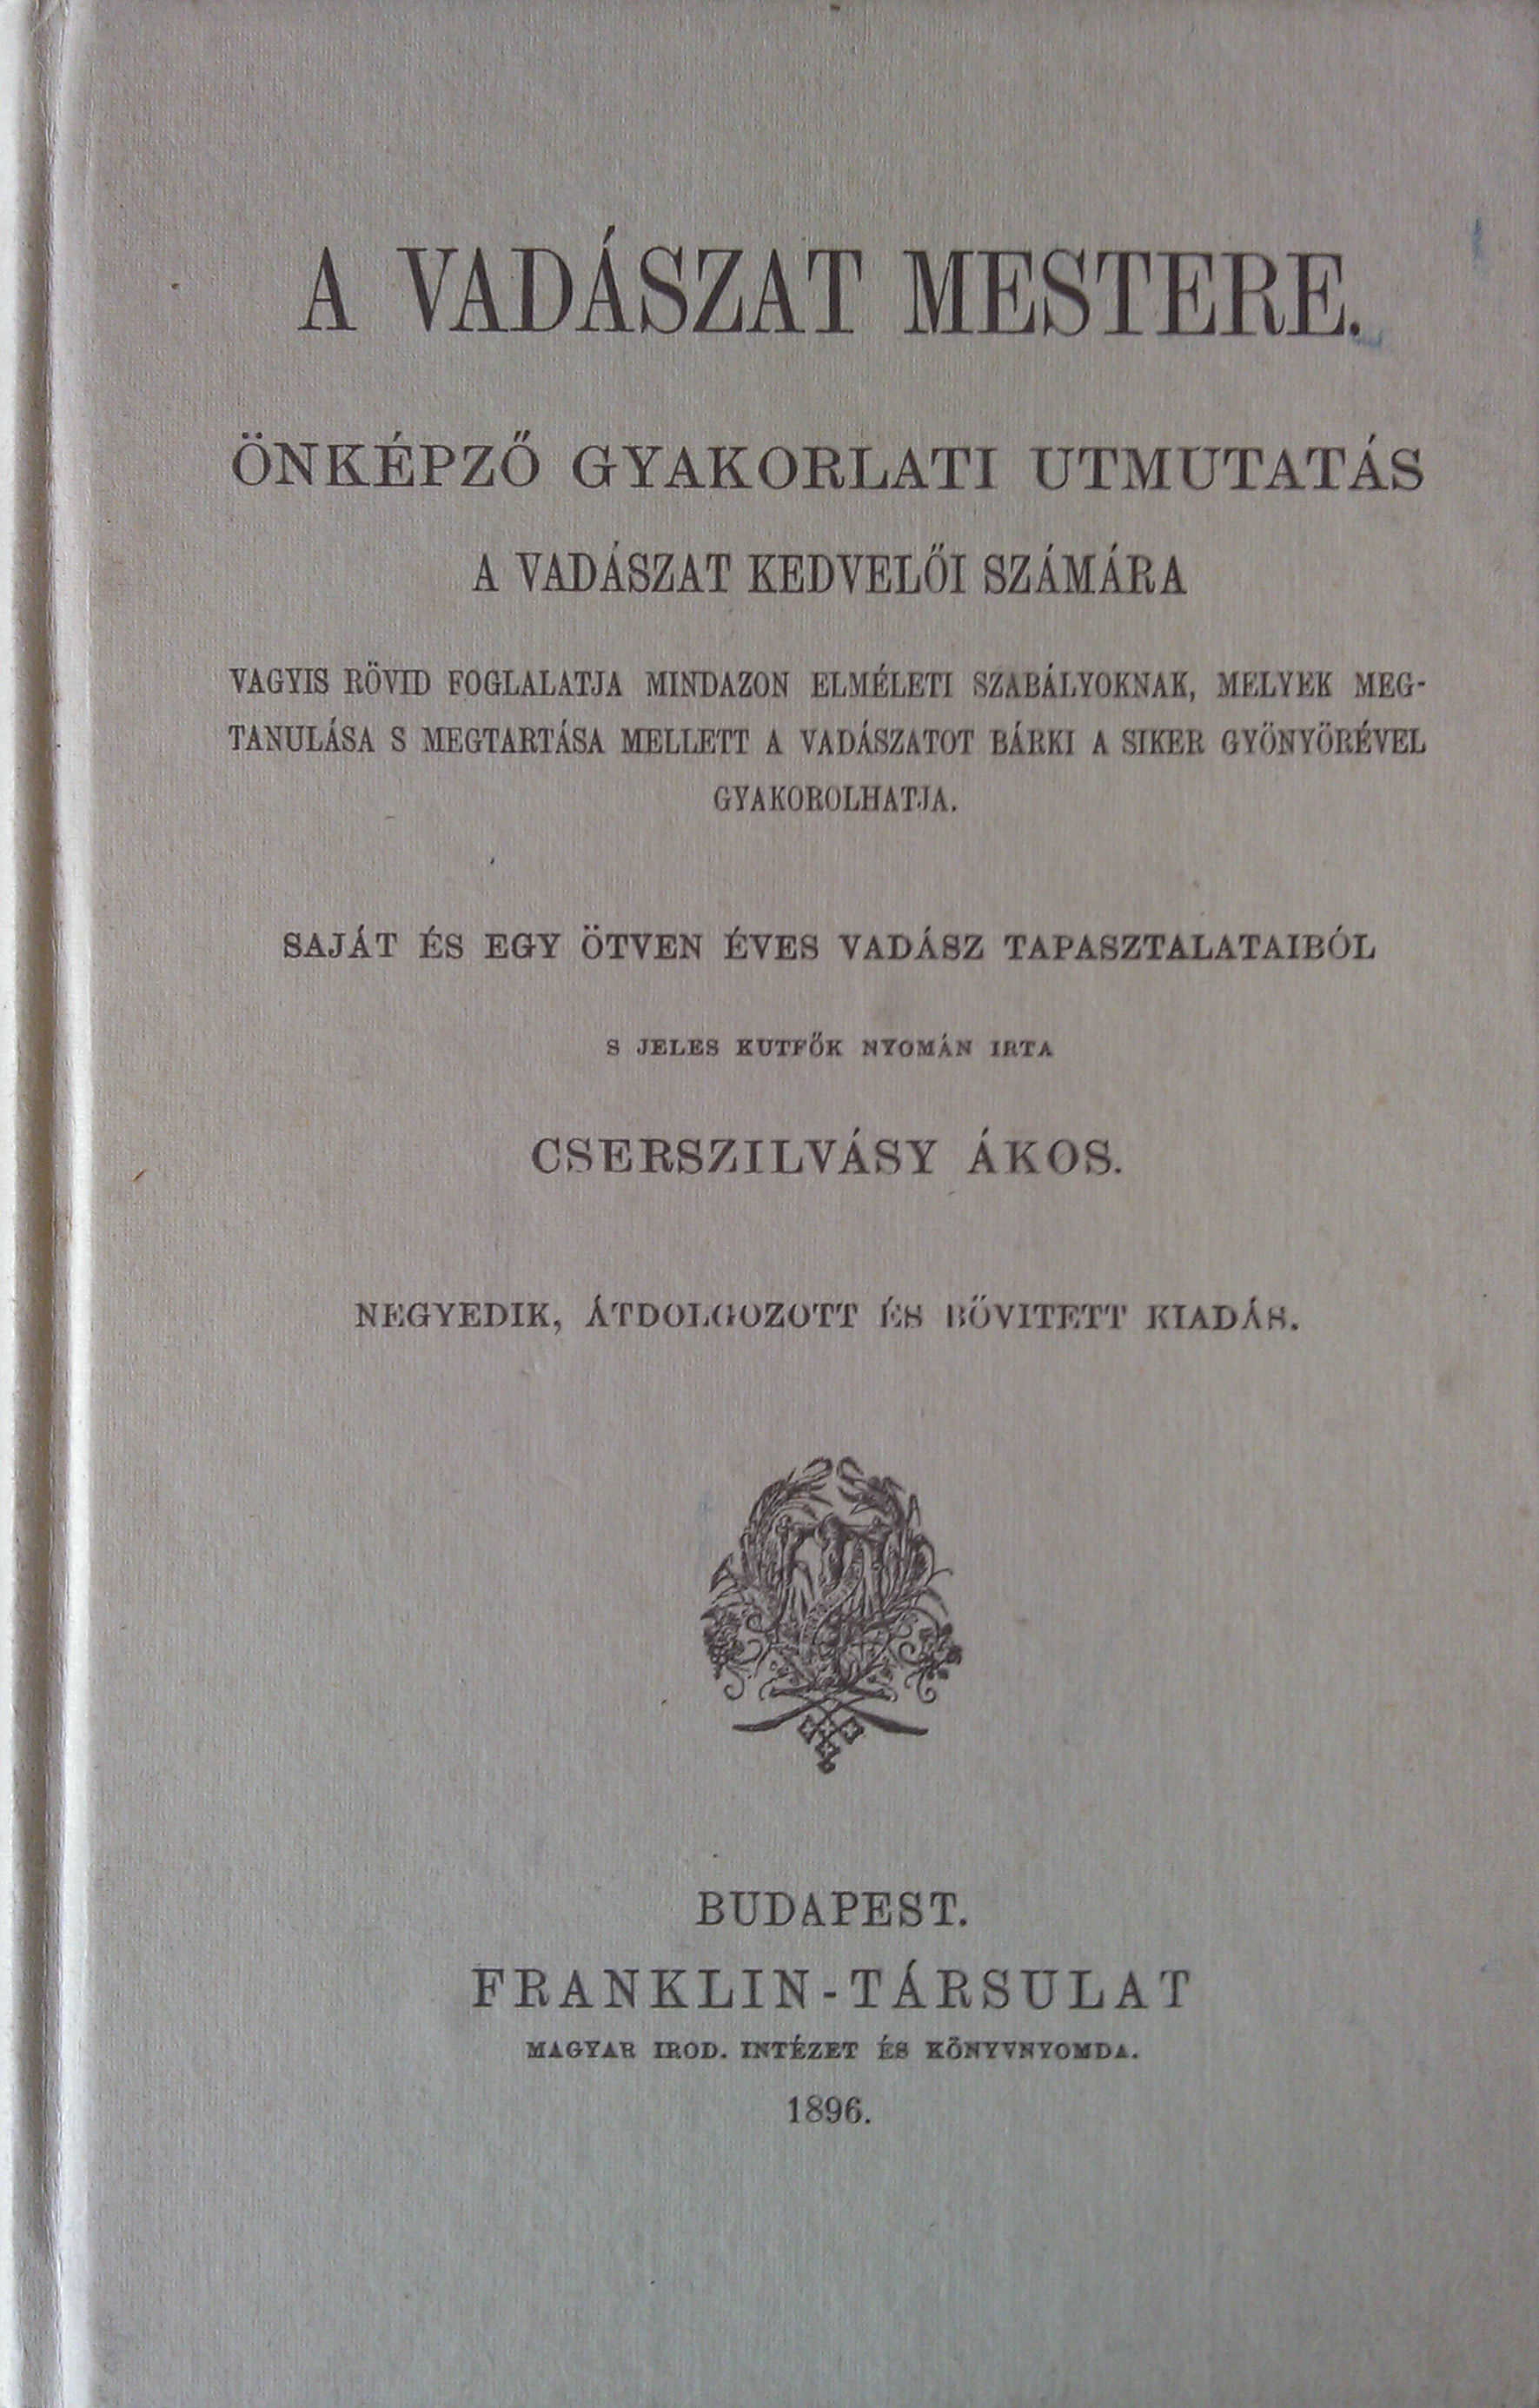 A VADÁSZAT MESTERE.
ÖNKÉPZŐ GYAKORLATI UTMUTATÁS
A VADÁSZAT KEDVELŐI SZÁMÁRA
VAGYIS RÖVID FOGLALATJA MINDAZON ELMÉLETI SZABÁLYOKNAK, MELYEK MEG-
TANULÁSA S MEGTARTÁSA MELLETT A VADÁSZATOT BÁRKI A SIKER GYÖNYÖRÉVEL
GYAKOROLHATJA.
SAJÁT ÉS EGY ÖTVEN ÉVES VADÁSZ TAPASZTALATAIBÓL
S JELES KUTFŐK NYOMÁN IRTA
CSERSZILVÁSY ÁKOS.
NEGYEDIK, ÁTDOLGOZOTT ÉS BŐVITETT KIADÁS.
BUDAPEST.
FRANKLIN-TÁRSULAT
MAGYAR IROD. INTÉZET ÉS KÖNYVNYOMDA.
1896.